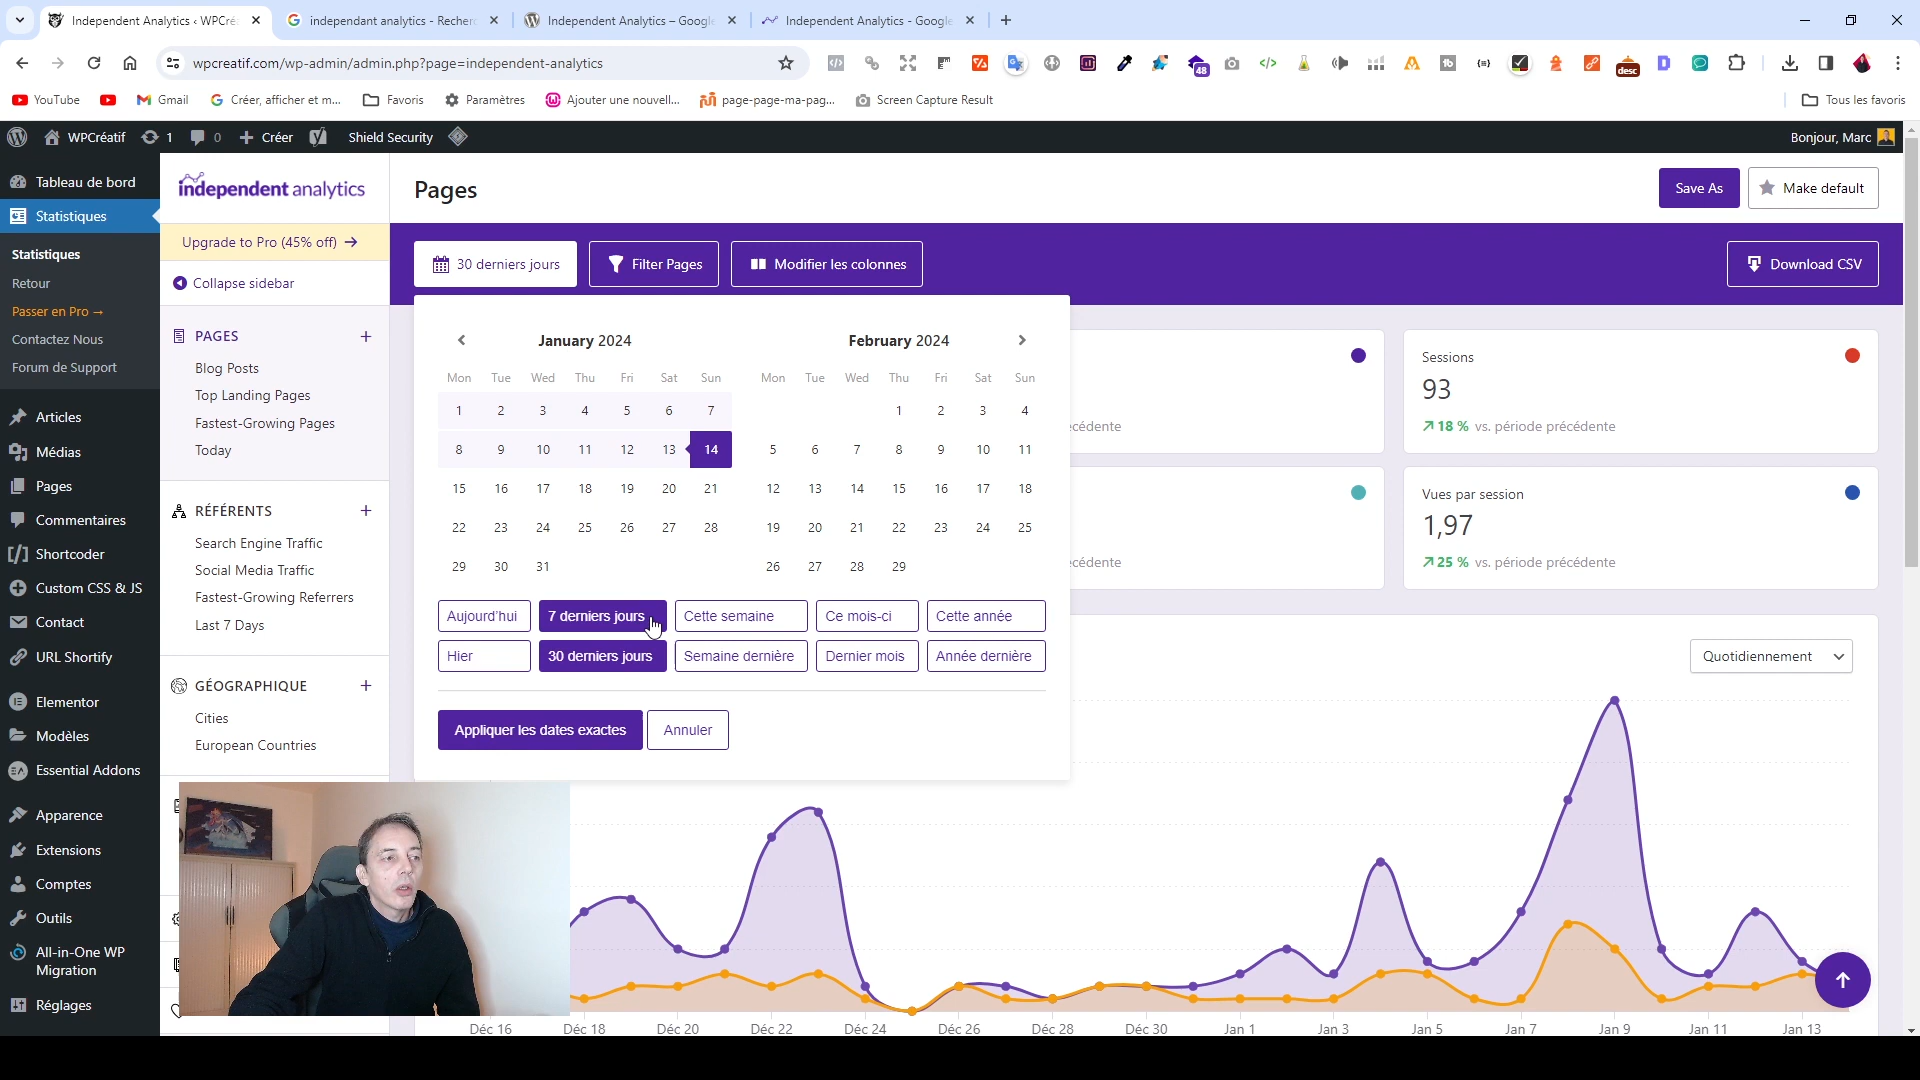 Independent Analytics ‹ WPCré
independant analytics - Recher
Independent Analytics – Google
Independent Analytics - Google
wpcreatif.com/wp-admin/admin.php?page=independent-analytics
48
desc
YouTube
Gmail
Créer, afficher et m...
Favoris
Paramètres
Ajouter une nouvell...
page-page-ma-pag...
Screen Capture Result
Tous les favoris
WPCréatif
1
0
Créer
Shield Security
Bonjour, Marc
Tableau de bord
Statistiques
Statistiques
Retour
Passer en Pro →
Contactez Nous
Forum de Support
Articles
Médias
Pages
Commentaires
Shortcoder
Custom CSS & JS
Contact
URL Shortify
Elementor
Modèles
Essential Addons
Apparence
Extensions
Comptes
Outils
All-in-One WP
Migration
Réglages
independent analytics
Upgrade to Pro (45% off) →
Collapse sidebar
PAGES +
Blog Posts
Top Landing Pages
Fastest-Growing Pages
Today
RÉFÉRENTS +
Search Engine Traffic
Social Media Traffic
Fastest-Growing Referrers
Last 7 Days
GÉOGRAPHIQUE +
Cities
European Countries
Pages
Save As
Make default
30 derniers jours
Filter Pages
Modifier les colonnes
Download CSV
January 2024
Mon Tue Wed Thu Fri Sat Sun
1 2 3 4 5 6 7
8 9 10 11 12 13 14
15 16 17 18 19 20 21
22 23 24 25 26 27 28
29 30 31
February 2024
Mon Tue Wed Thu Fri Sat Sun
1 2 3 4
5 6 7 8 9 10 11
12 13 14 15 16 17 18
19 20 21 22 23 24 25
26 27 28 29
Aujourd'hui
7 derniers jours
Cette semaine
Ce mois-ci
Cette année
Hier
30 derniers jours
Semaine dernière
Dernier mois
Année dernière
Appliquer les dates exactes
Annuler
cédente
Sessions
93
18 % vs. période précédente
cédente
Vues par session
1,97
25 % vs. période précédente
Quotidiennement
Déc 16 Déc 18 Déc 20 Déc 22 Déc 24 Déc 26 Déc 28 Déc 30 Jan 1 Jan 3 Jan 5 Jan 7 Jan 9 Jan 11 Jan 13